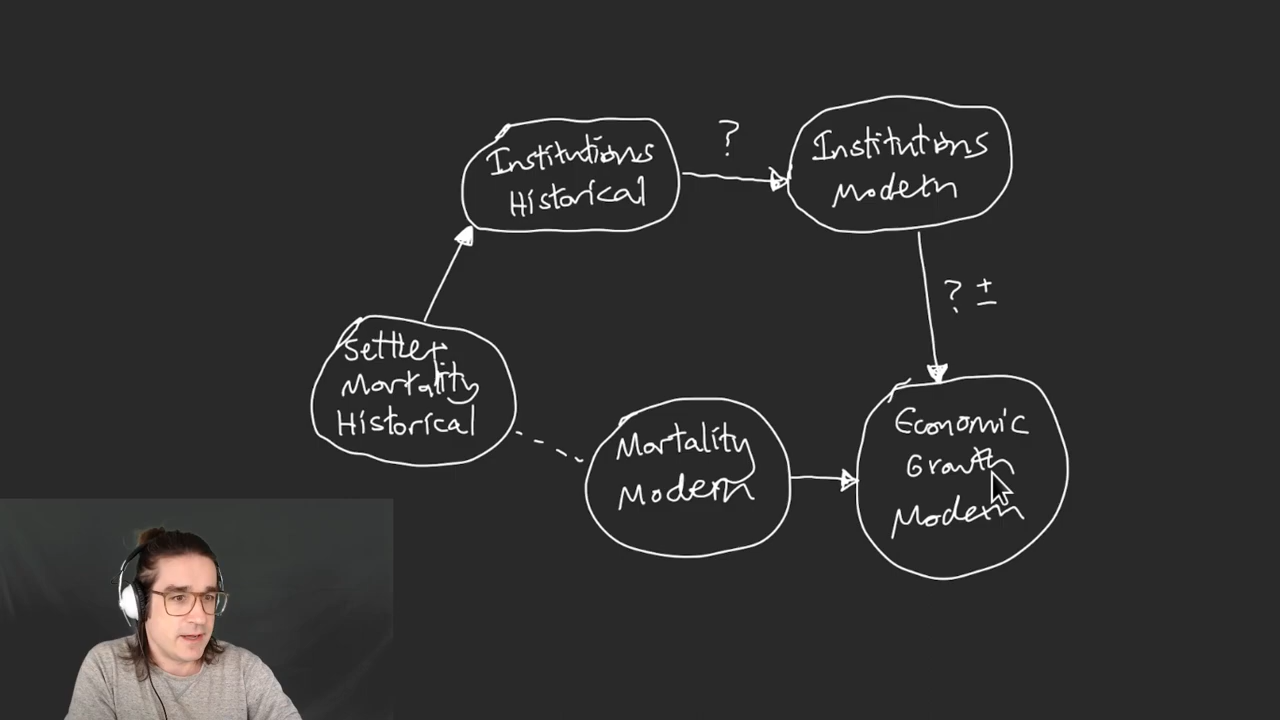 Institutions
Historical
?
Institutions
Modern
? ±
Settler
Mortality
Historical
Mortality
Modern
Economic
Growth
Modern